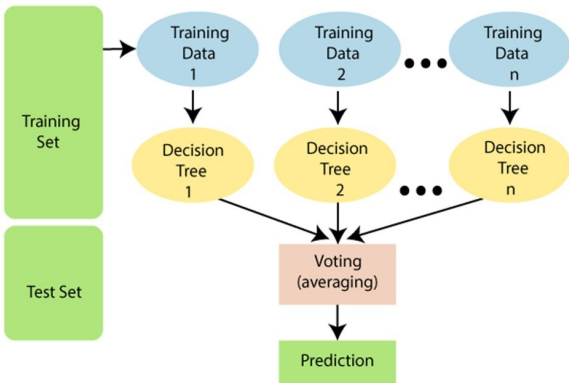 Training
Set
Test Set
Training
Data
1
Training
Data
2
Training
Data
n
Decision
Tree
1
Decision
Tree
2
Decision
Tree
n
Voting
(averaging)
Prediction